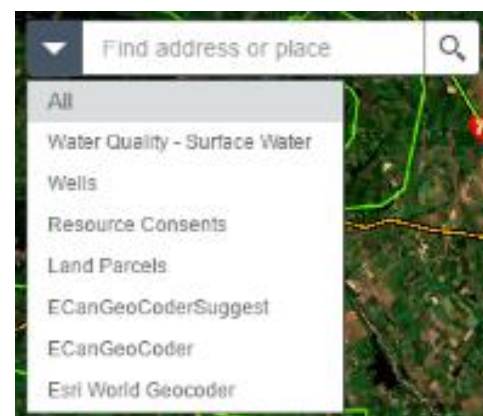 Find address or place
All
Water Quality - Surface Water
Wells
Resource Consents
Land Parcels
ECanGeoCoderSuggest
ECanGeoCoder
Esri World Geocoder